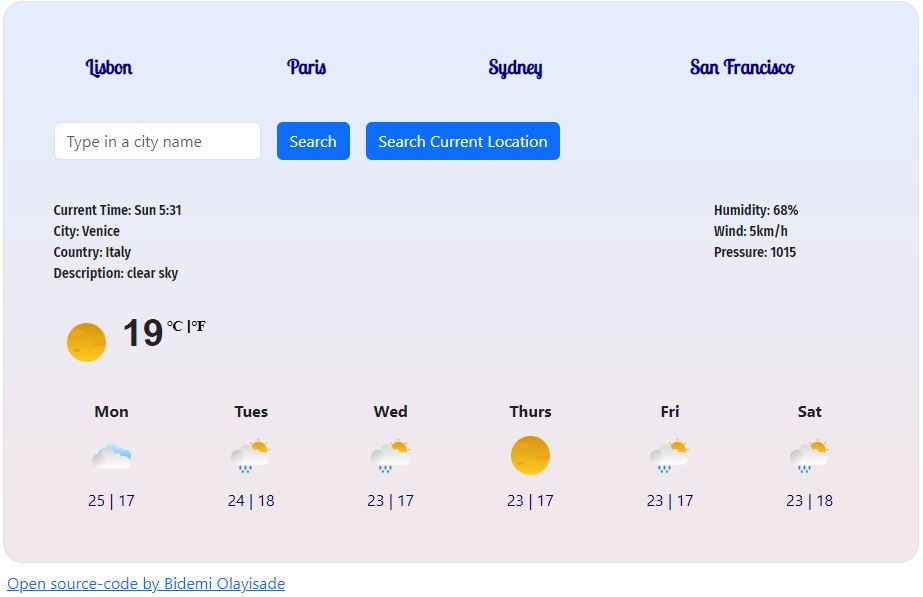 Lisbon Paris Sydney San Francisco
Type in a city name Search Search Current Location
Current Time: Sun 5:31
City: Venice
Country: Italy
Description: clear sky
Humidity: 68%
Wind: 5km/h
Pressure: 1015
19 °C |°F
Mon Tues Wed Thurs Fri Sat
25 | 17 24 | 18 23 | 17 23 | 17 23 | 17 23 | 18
Open source-code by Bidemi Olayisade